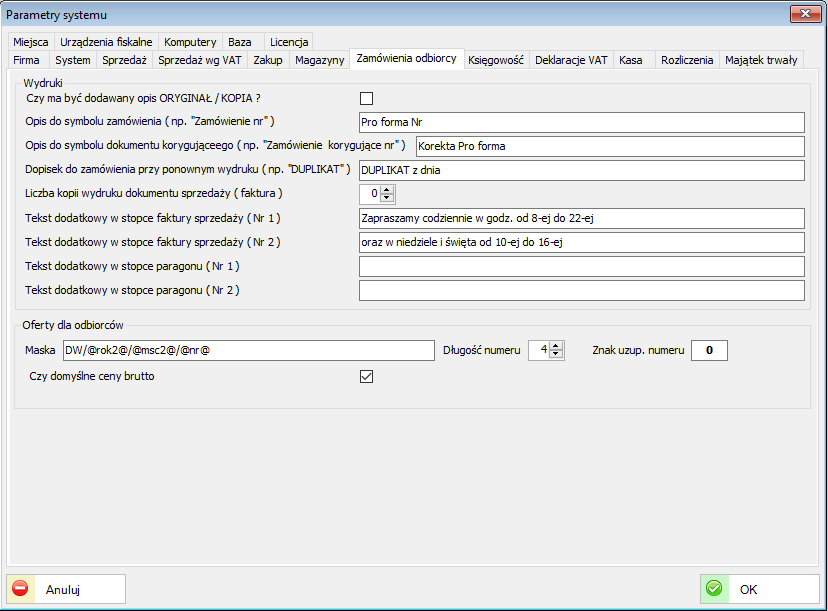 Parametry systemu
Miejsca Urządzenia fiskalne Komputery Baza Licencja
Firma System Sprzedaż Sprzedaż wg VAT Zakup Magazyny Zamówienia odbiorcy Księgowość Deklaracje VAT Kasa Rozliczenia Majątek trwały
Wydruki
Czy ma być dodawany opis ORYGINAŁ / KOPIA ?
Opis do symbolu zamówienia ( np. "Zamówienie nr" ) Pro forma Nr
Opis do symbolu dokumentu korygująceego ( np. "Zamówienie korygujące nr" ) Korekta Pro forma
Dopisek do zamówienia przy ponownym wydruku ( np. "DUPLIKAT" ) DUPLIKAT z dnia
Liczba kopii wydruku dokumentu sprzedaży ( faktura ) 0
Tekst dodatkowy w stopce faktury sprzedaży ( Nr 1 ) Zapraszamy codziennie w godz. od 8-ej do 22-ej
Tekst dodatkowy w stopce faktury sprzedaży ( Nr 2 ) oraz w niedziele i święta od 10-ej do 16-ej
Tekst dodatkowy w stopce paragonu ( Nr 1 )
Tekst dodatkowy w stopce paragonu ( Nr 2 )
Oferty dla odbiorców
Maska DW/@rok2@/@msc2@/@nr@ Długość numeru 4 Znak uzup. numeru 0
Czy domyślne ceny brutto
Anuluj OK